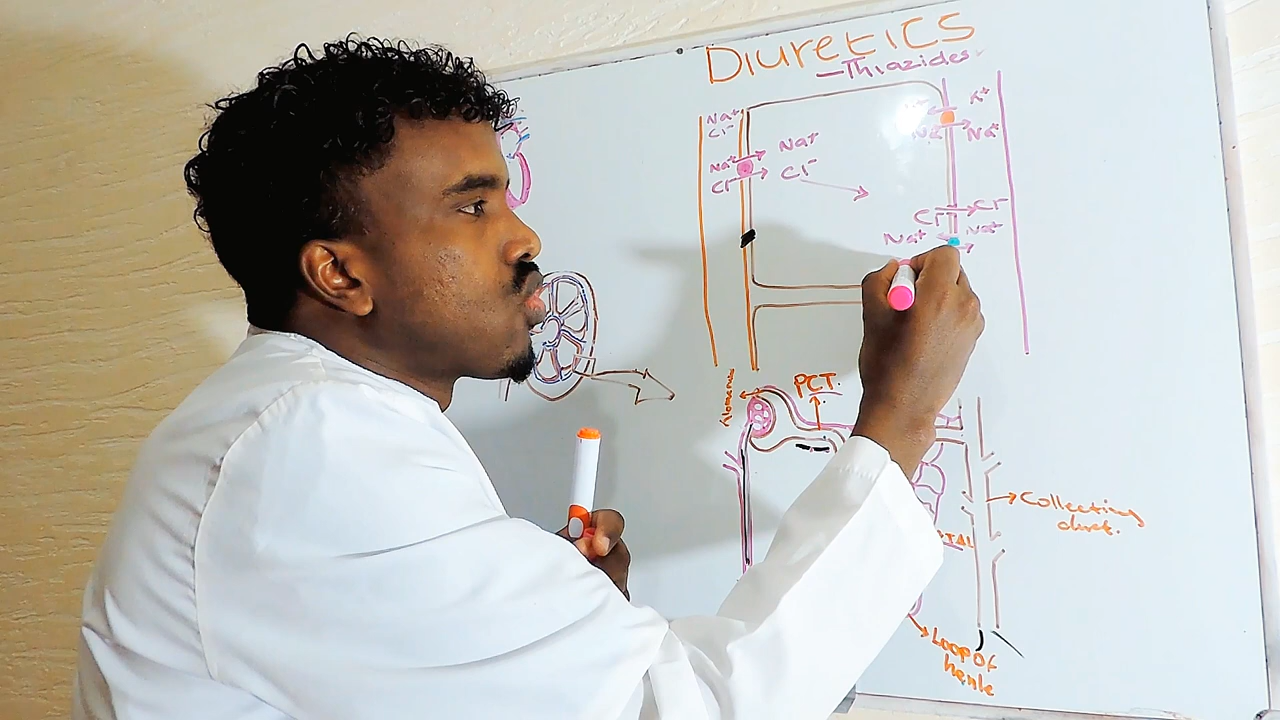 DIURETICS
—Thiazides
Na⁺
Cl⁻
Na⁺
Na⁺
Cl⁻
Cl⁻
K⁺
Na⁺
Cl⁻
Cl⁻
Na⁺
Na⁺
PCT.
Collecting
duct.
Loop Of
henle